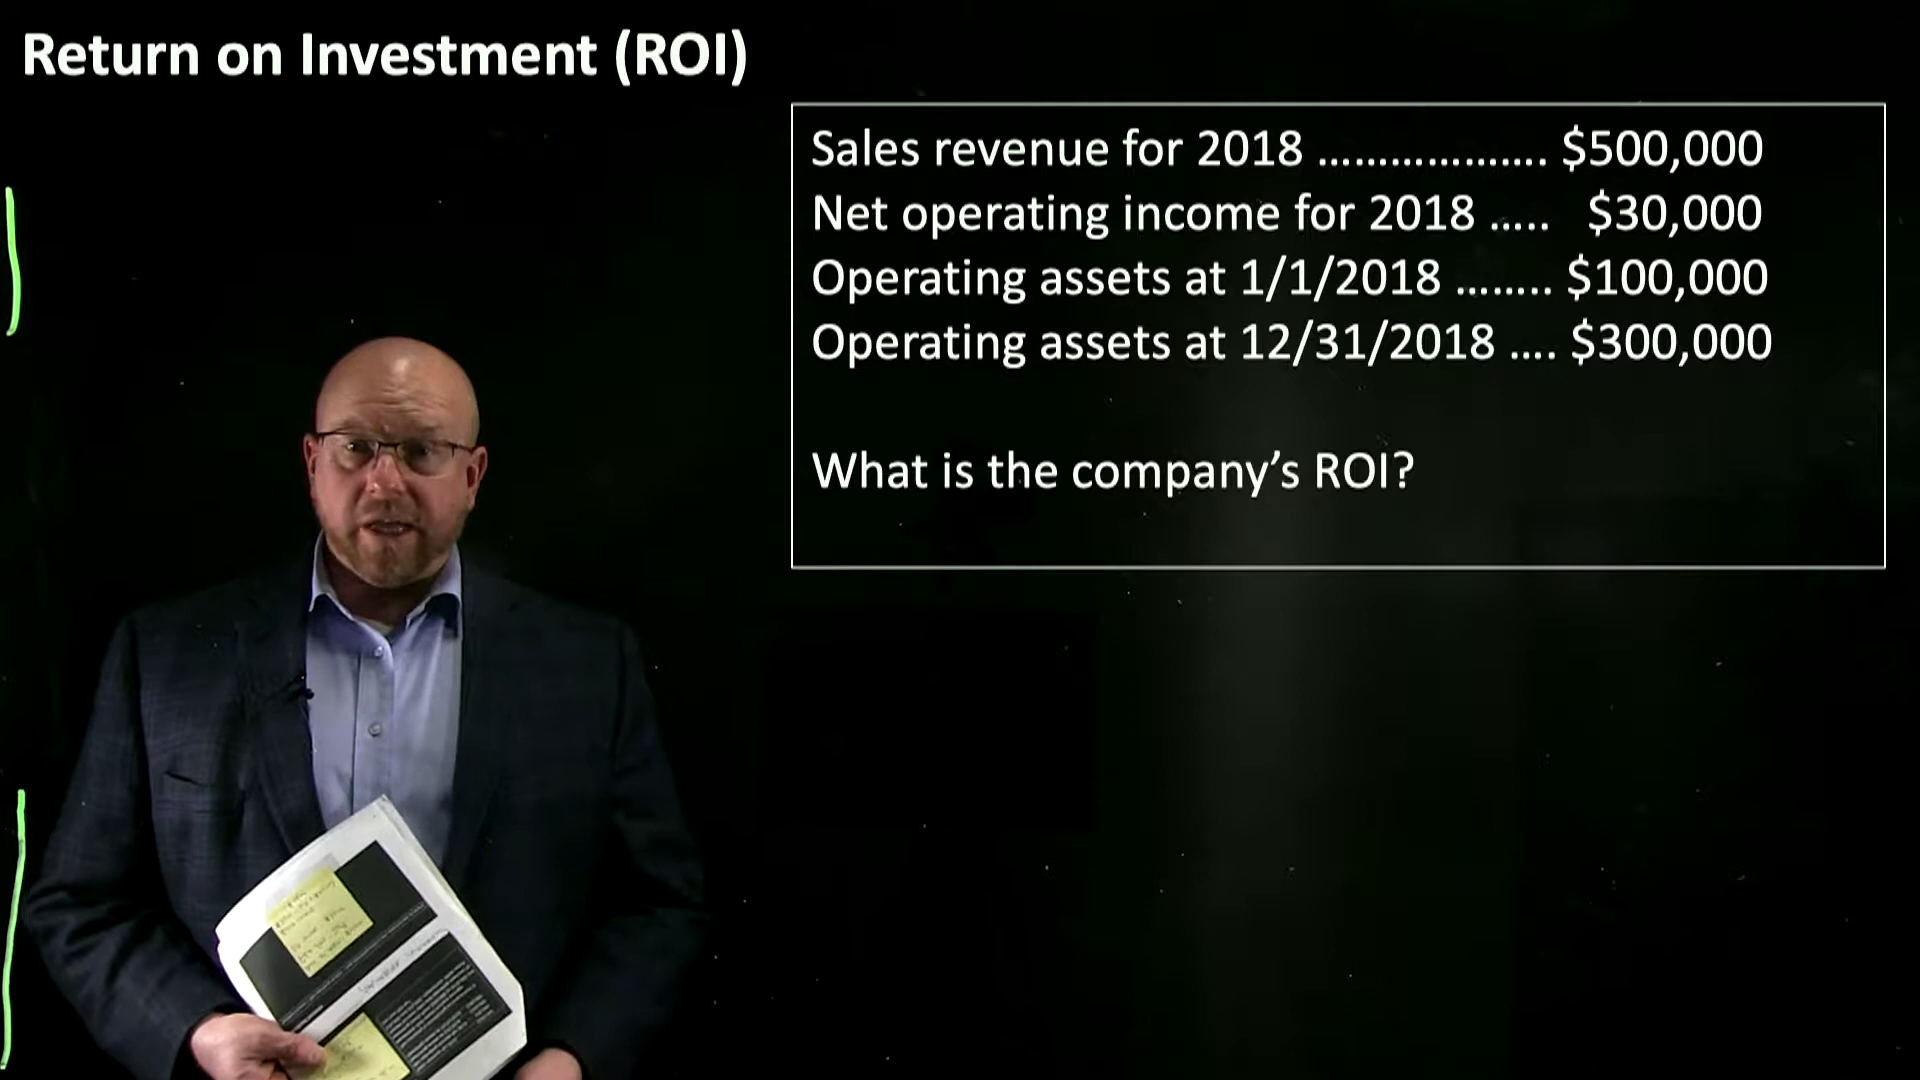 Return on Investment (ROI)
Sales revenue for 2018 ................... $500,000
Net operating income for 2018 ..... $30,000
Operating assets at 1/1/2018 ........ $100,000
Operating assets at 12/31/2018 .... $300,000
What is the company’s ROI?